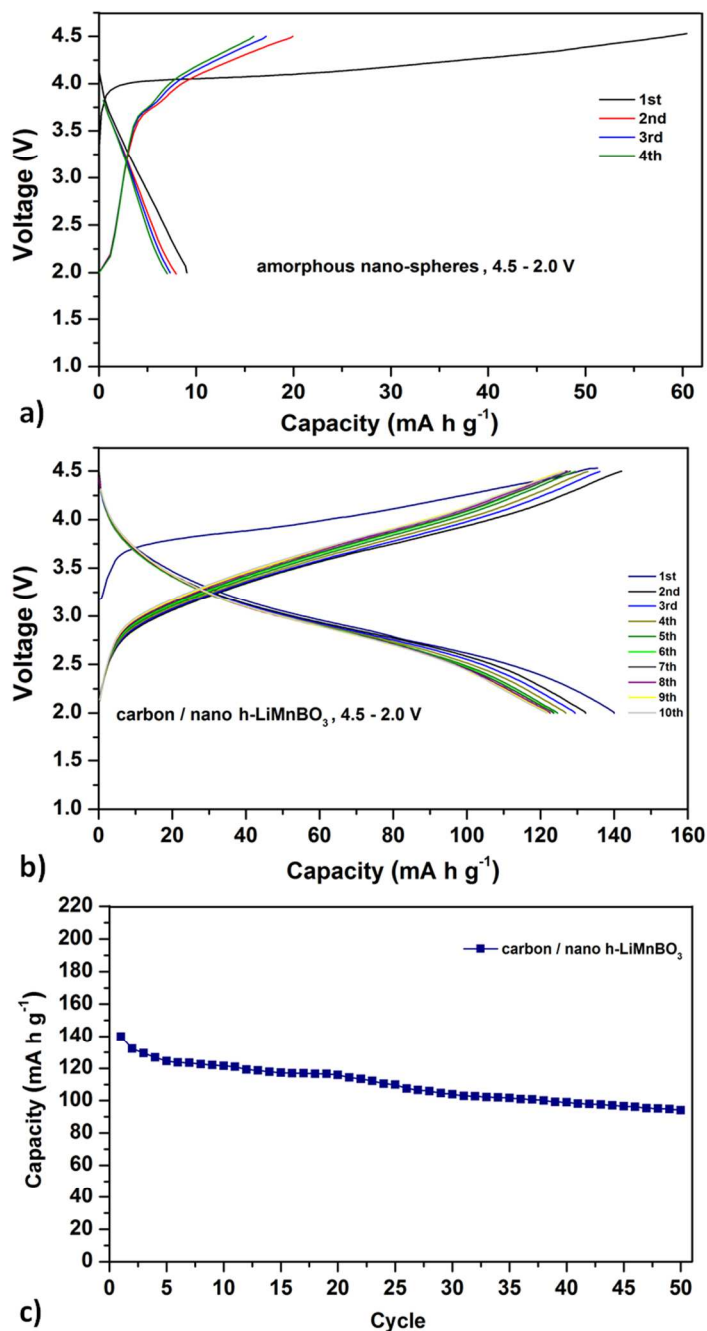 4.5
4.0
3.5
3.0
2.5
2.0
1.5
1.0
Voltage (V)
1st
2nd
3rd
4th
amorphous nano-spheres , 4.5 - 2.0 V
0 10 20 30 40 50 60
Capacity (mA h g⁻¹)
a)
4.5
4.0
3.5
3.0
2.5
2.0
1.5
1.0
Voltage (V)
1st
2nd
3rd
4th
5th
6th
7th
8th
9th
10th
carbon / nano h-LiMnBO₃ , 4.5 - 2.0 V
0 20 40 60 80 100 120 140 160
Capacity (mA h g⁻¹)
b)
220
200
180
160
140
120
100
80
60
40
20
0
Capacity (mA h g⁻¹)
carbon / nano h-LiMnBO₃
0 5 10 15 20 25 30 35 40 45 50
Cycle
c)